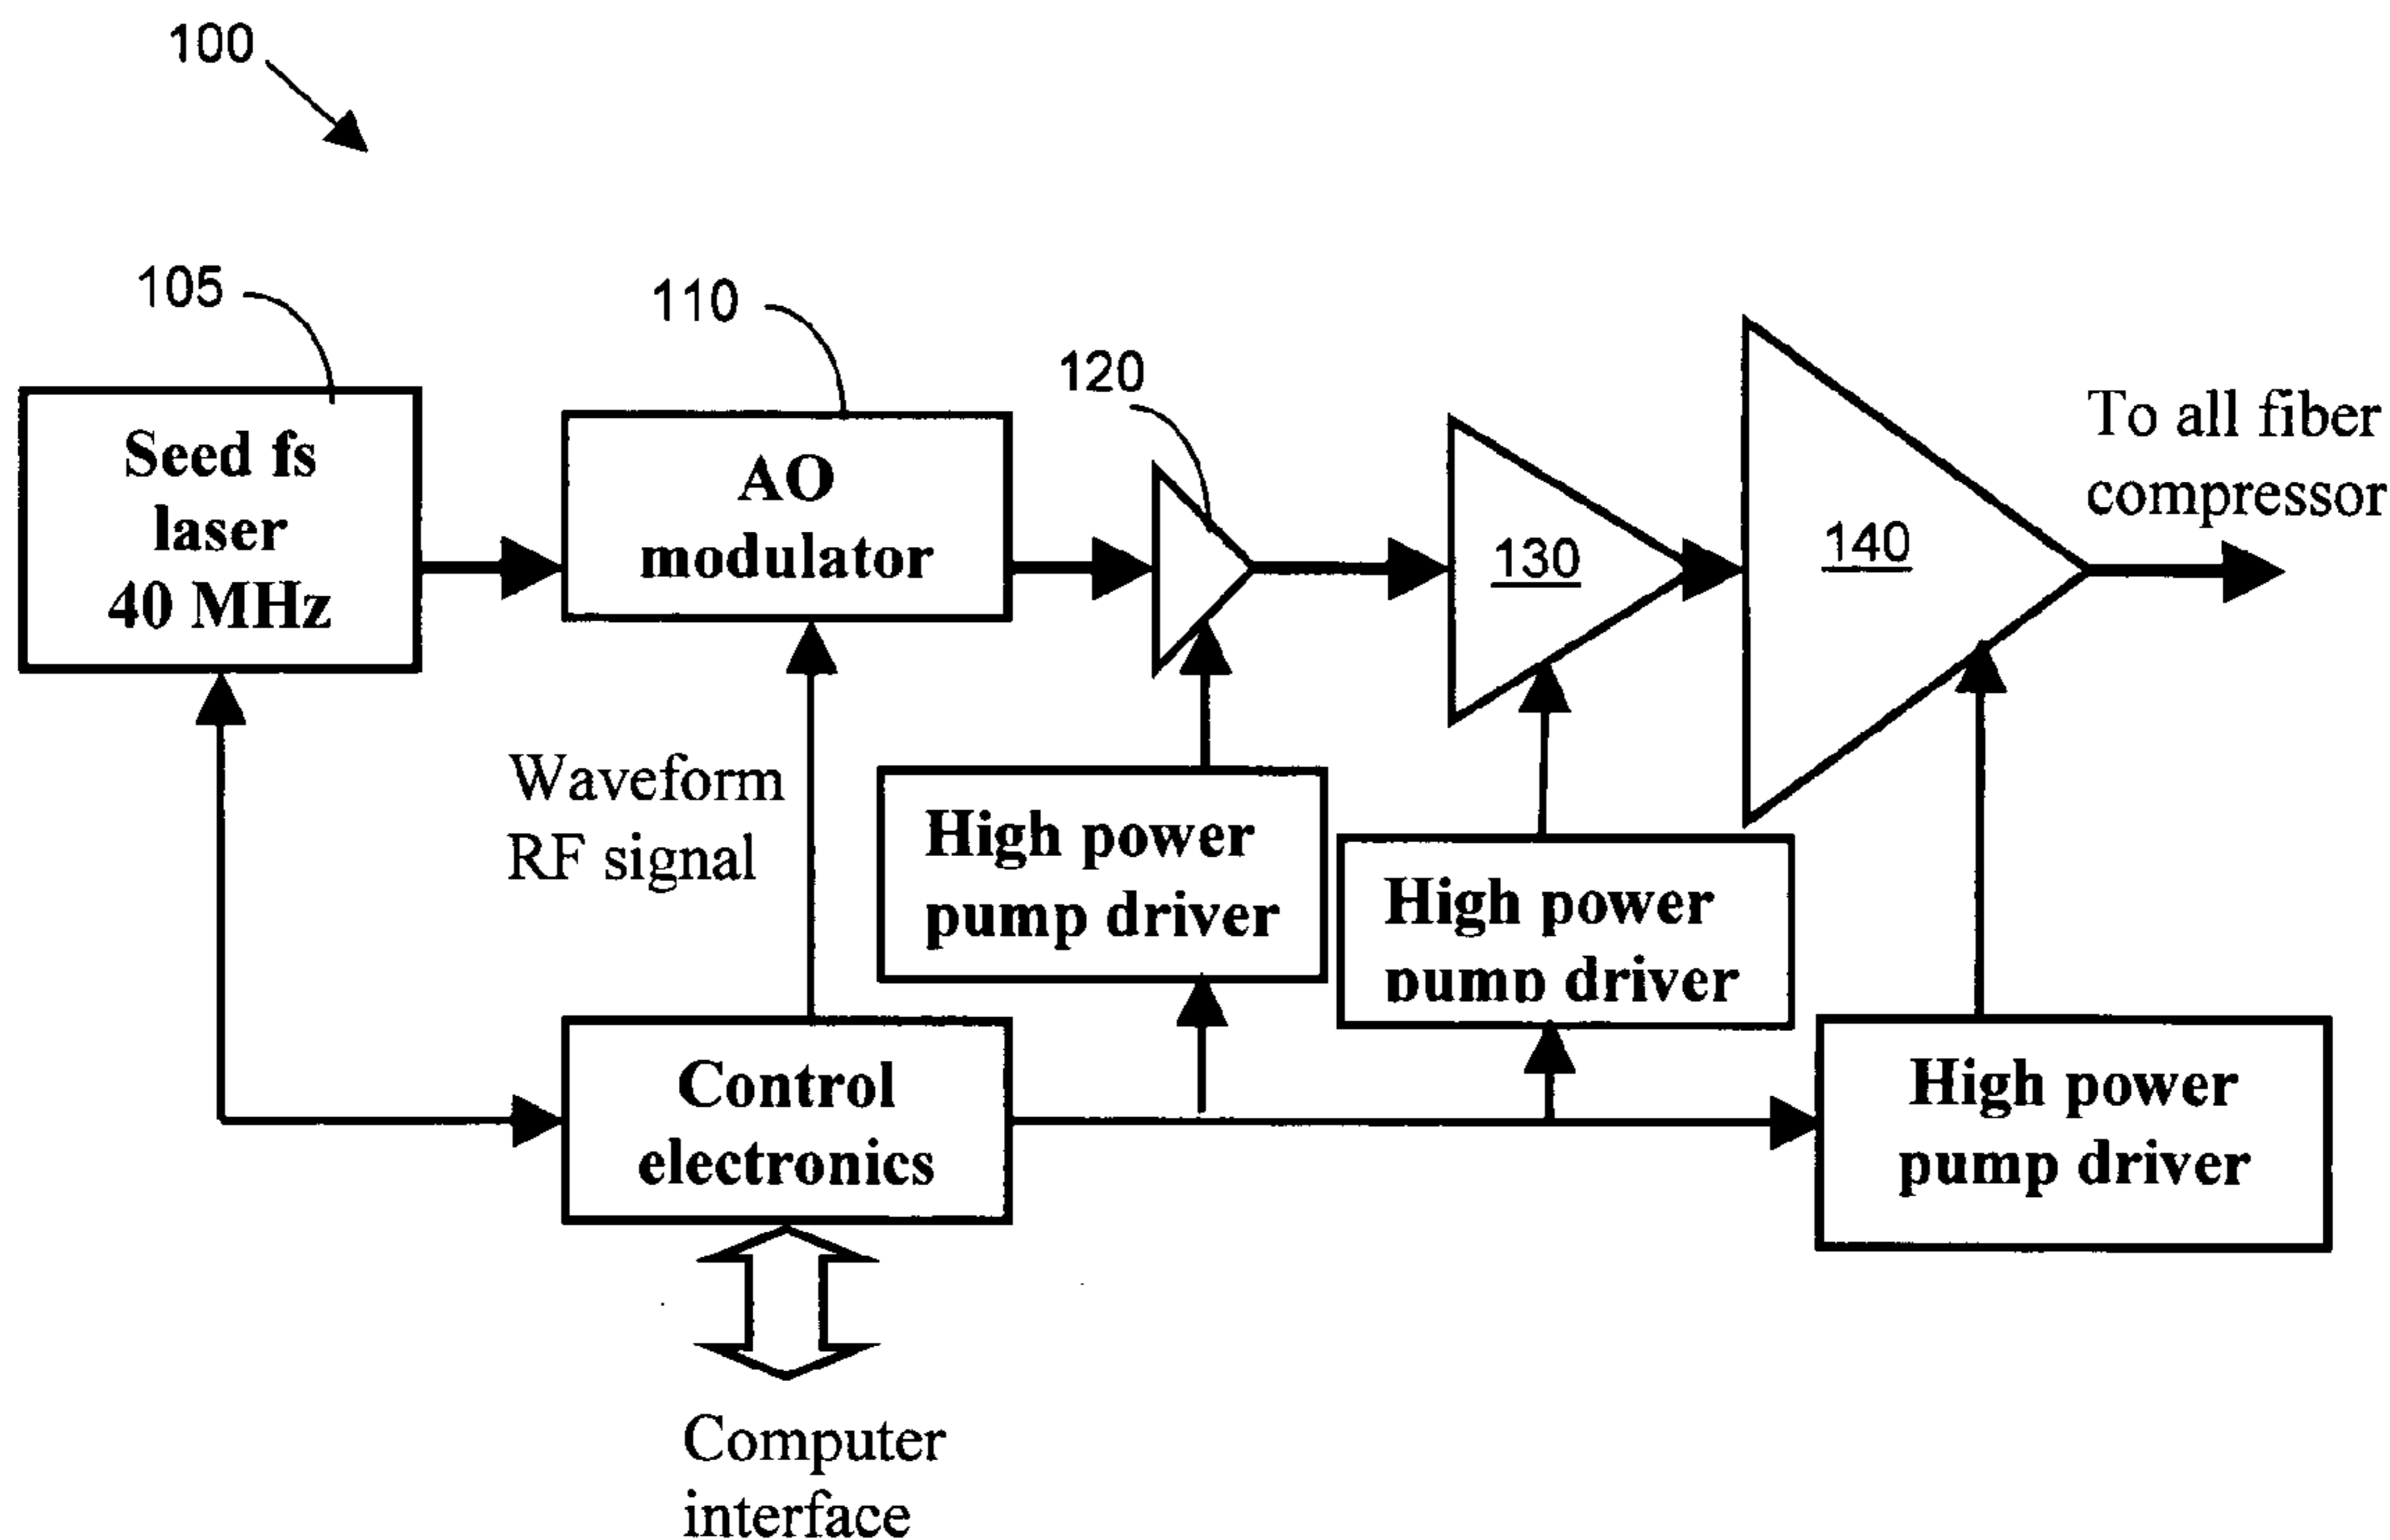 100
105
110
120
Seed fs
laser
40 MHz
AO
modulator
130
140
To all fiber
compressor
Waveform
RF signal
High power
pump driver
High power
pump driver
Control
electronics
High power
pump driver
Computer
interface